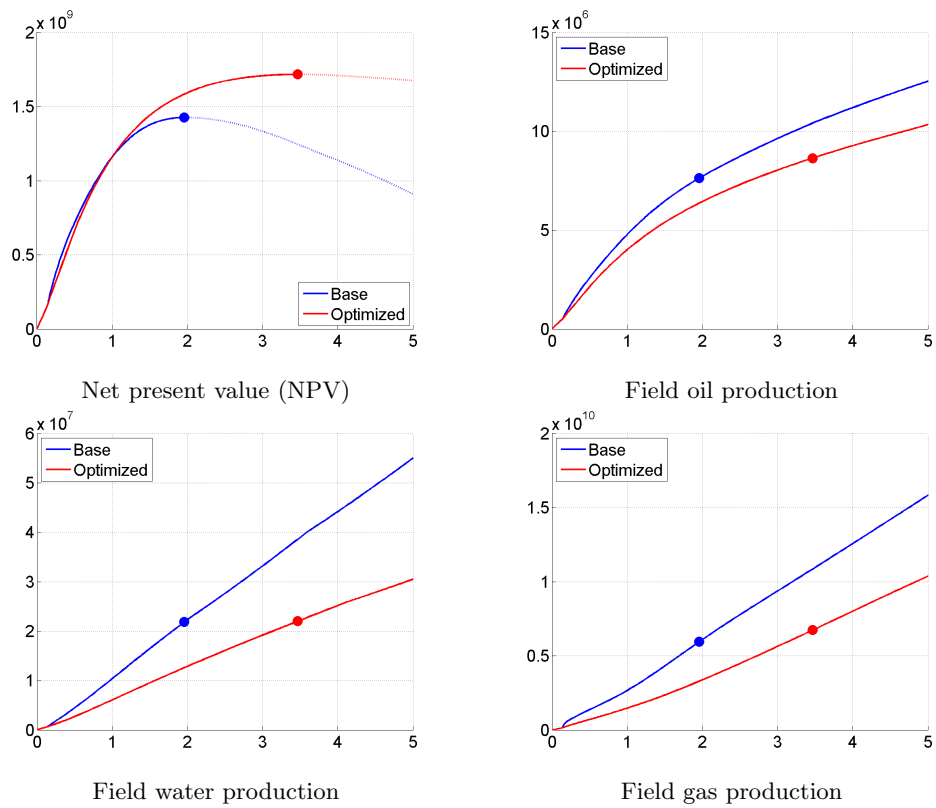 x 10^9
2
1.5
1
0.5
0
0 1 2 3 4 5
Base
Optimized
Net present value (NPV)
x 10^6
15
10
5
0
0 1 2 3 4 5
Base
Optimized
Field oil production
x 10^7
6
5
4
3
2
1
0
0 1 2 3 4 5
Base
Optimized
Field water production
x 10^10
2
1.5
1
0.5
0
0 1 2 3 4 5
Base
Optimized
Field gas production